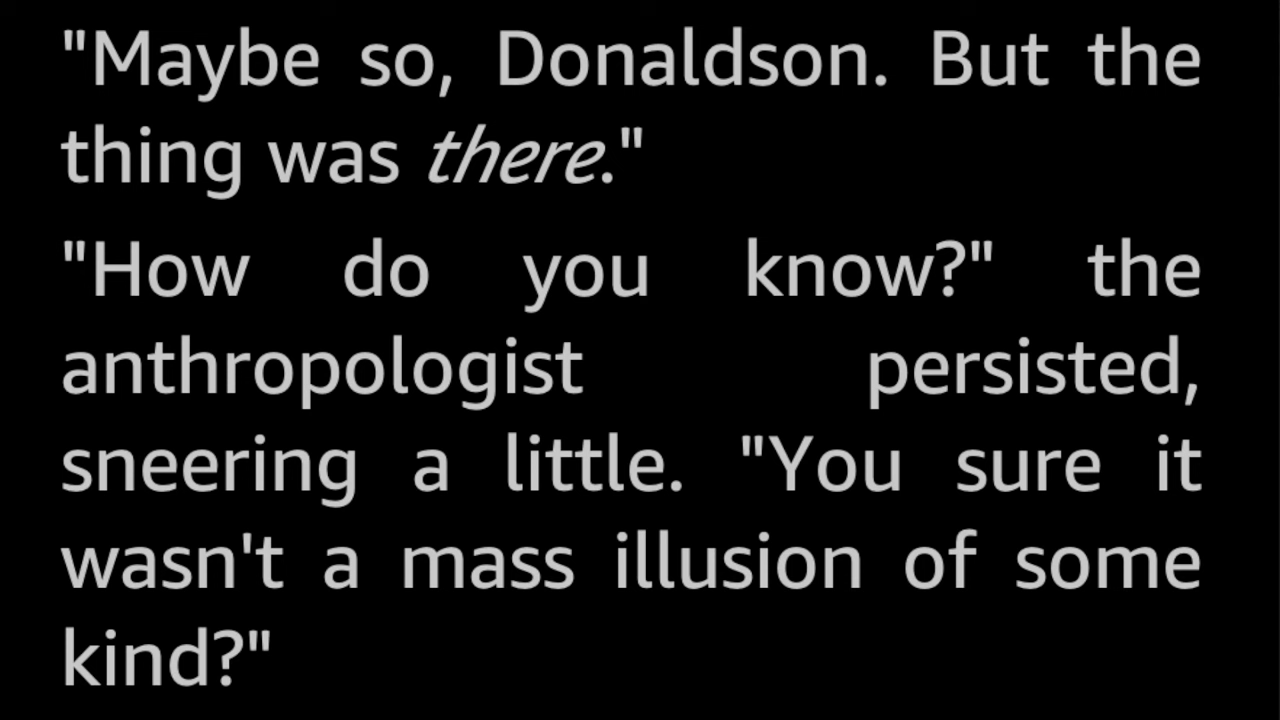 "Maybe so, Donaldson. But the
thing was there."
"How do you know?" the
anthropologist persisted,
sneering a little. "You sure it
wasn't a mass illusion of some
kind?"